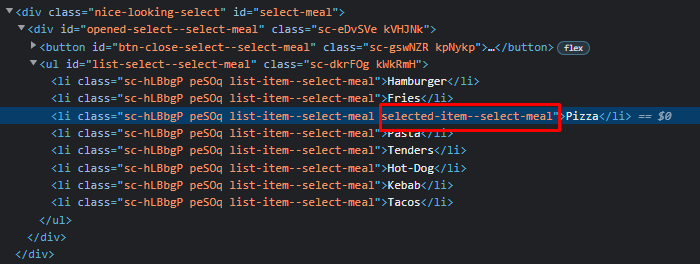 ▼<div class="nice-looking-select" id="select-meal">
▼<div id="opened-select--select-meal" class="sc-eDvSVe kVHJNk">
▶<button id="btn-close-select--select-meal" class="sc-gswNZR kpNykp">…</button> flex
▼<ul id="list-select--select-meal" class="sc-dkrFOg kWkRmH">
<li class="sc-hLBbgP peSOq list-item--select-meal">Hamburger</li>
<li class="sc-hLBbgP peSOq list-item--select-meal">Fries</li>
<li class="sc-hLBbgP peSOq list-item--select-meal selected-item--select-meal">Pizza</li> == $0
<li class="sc-hLBbgP peSOq list-item--select-meal">Pasta</li>
<li class="sc-hLBbgP peSOq list-item--select-meal">Tenders</li>
<li class="sc-hLBbgP peSOq list-item--select-meal">Hot-Dog</li>
<li class="sc-hLBbgP peSOq list-item--select-meal">Kebab</li>
<li class="sc-hLBbgP peSOq list-item--select-meal">Tacos</li>
</ul>
</div>
</div>